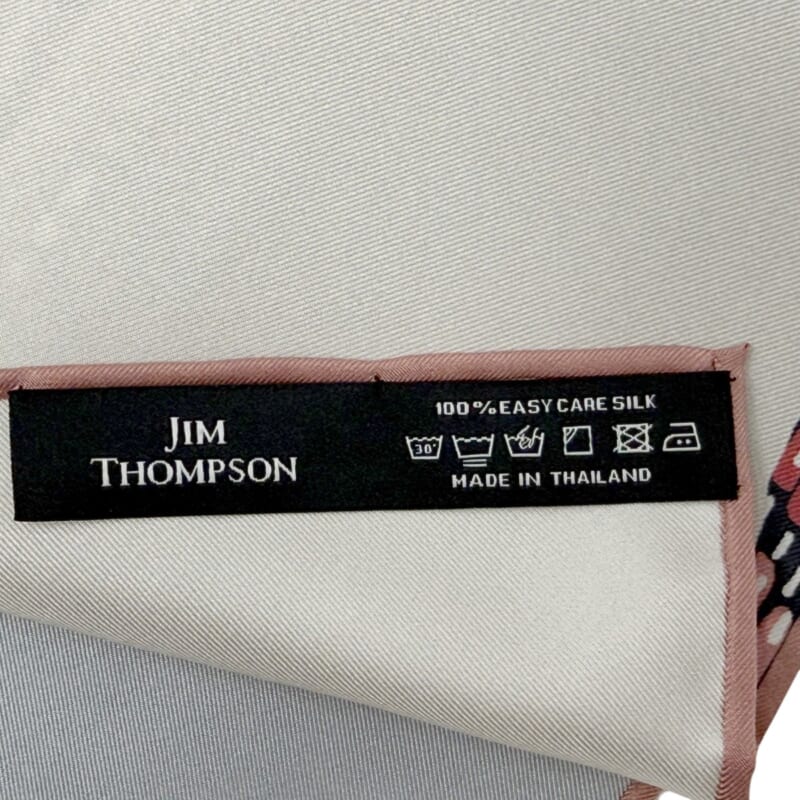 JIM
THOMPSON
100% EASY CARE SILK
30°
MADE IN THAILAND